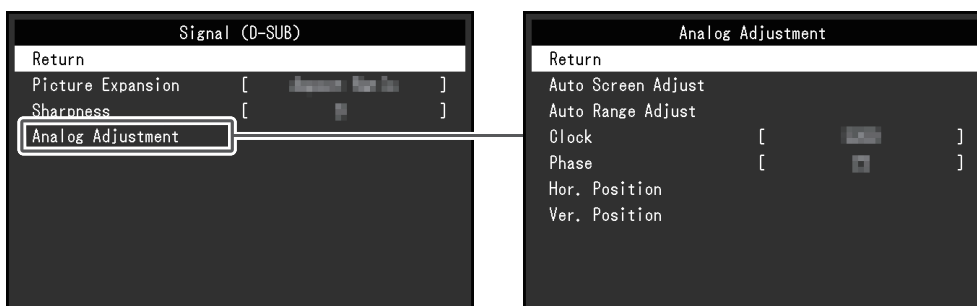 Signal (D-SUB)
Return
Picture Expansion [ ]
Sharpness [ ]
Analog Adjustment
Analog Adjustment
Return
Auto Screen Adjust
Auto Range Adjust
Clock [ ]
Phase [ ]
Hor. Position
Ver. Position